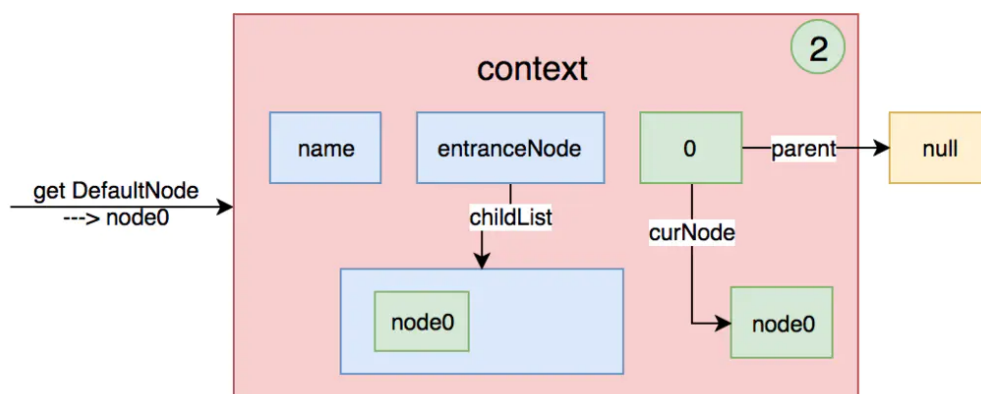 2
context
name
entranceNode
0
parent
null
get DefaultNode
---> node0
childList
curNode
node0
node0